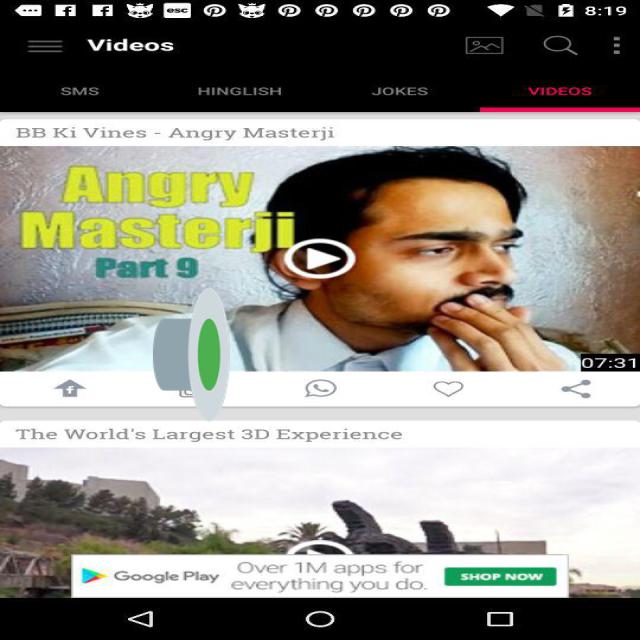 esc 8:19
Videos
SMS HINGLISH JOKES VIDEOS
BB Ki Vines - Angry Masterji
Angry
Masterji
Part 9
07:31
The World's Largest 3D Experience
Google Play
Over 1M apps for
everything you do.
SHOP NOW